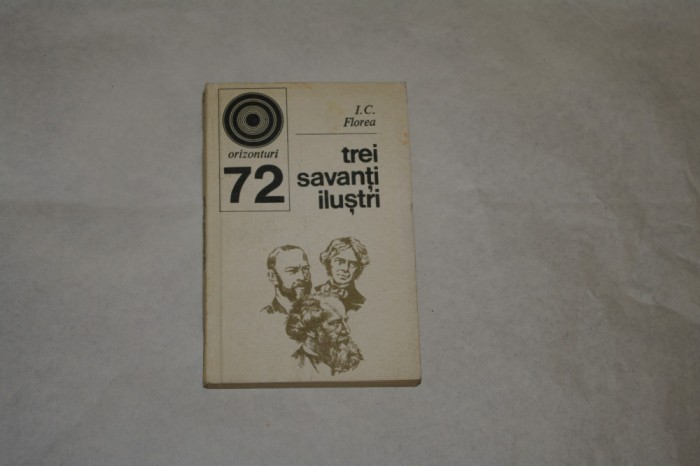 orizonturi
72
I.C.
Florea
trei
savanți
iluștri